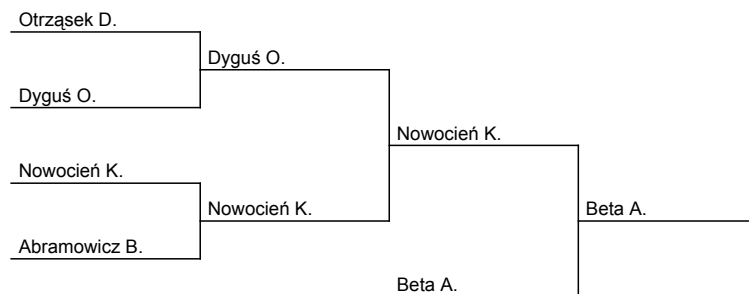 Otrząsek D.
Dyguś O.
Dyguś O.
Nowocień K.
Nowocień K.
Nowocień K.
Beta A.
Abramowicz B.
Beta A.